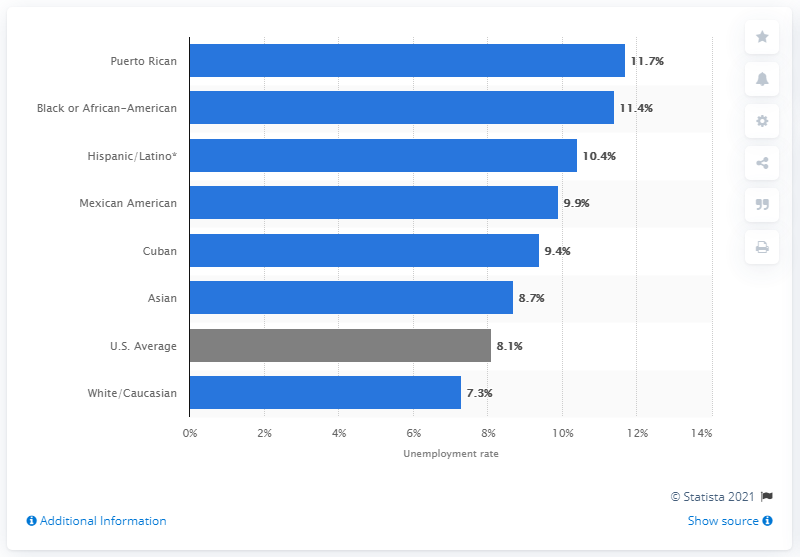 Puerto Rican 11.7%
Black or African-American 11.4%
Hispanic/Latino* 10.4%
Mexican American 9.9%
Cuban 9.4%
Asian 8.7%
U.S. Average 8.1%
White/Caucasian 7.3%
0% 2% 4% 6% 8% 10% 12% 14%
Unemployment rate
© Statista 2021
Additional Information Show source